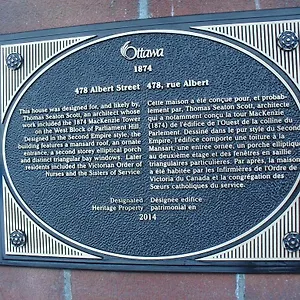 Ottawa
1874
478 Albert Street 478, rue Albert
This house was designed for, and likely by,
Thomas Seaton Scott, an architect whose
work included the 1874 MacKenzie Tower
on the West Block of Parliament Hill.
Designed in the Second Empire style, the
building features a mansard roof, an ornate
entrance, a second storey elliptical porch
and distinct triangular bay windows. Later
residents included the Victorian Order of
Nurses and the Sisters of Service.
Cette maison a été conçue pour, et probable-
ment par, Thomas Seaton Scott, architecte
qui a notamment conçu la tour MacKenzie
(1874) de l'édifice de l'Ouest de la colline du
Parlement. Dessiné dans le pur style du Second
Empire, l'édifice comporte une toiture à la
Mansart, une entrée ornée, un porche elliptique
au deuxième étage et des fenêtres en saillie
triangulaires particulières. Par après, la maison
a été habitée par les Infirmières de l'Ordre de
Victoria du Canada et la congrégation des
Sœurs catholiques du service.
Designated
Heritage Property
Désignée édifice
patrimonial en
2014